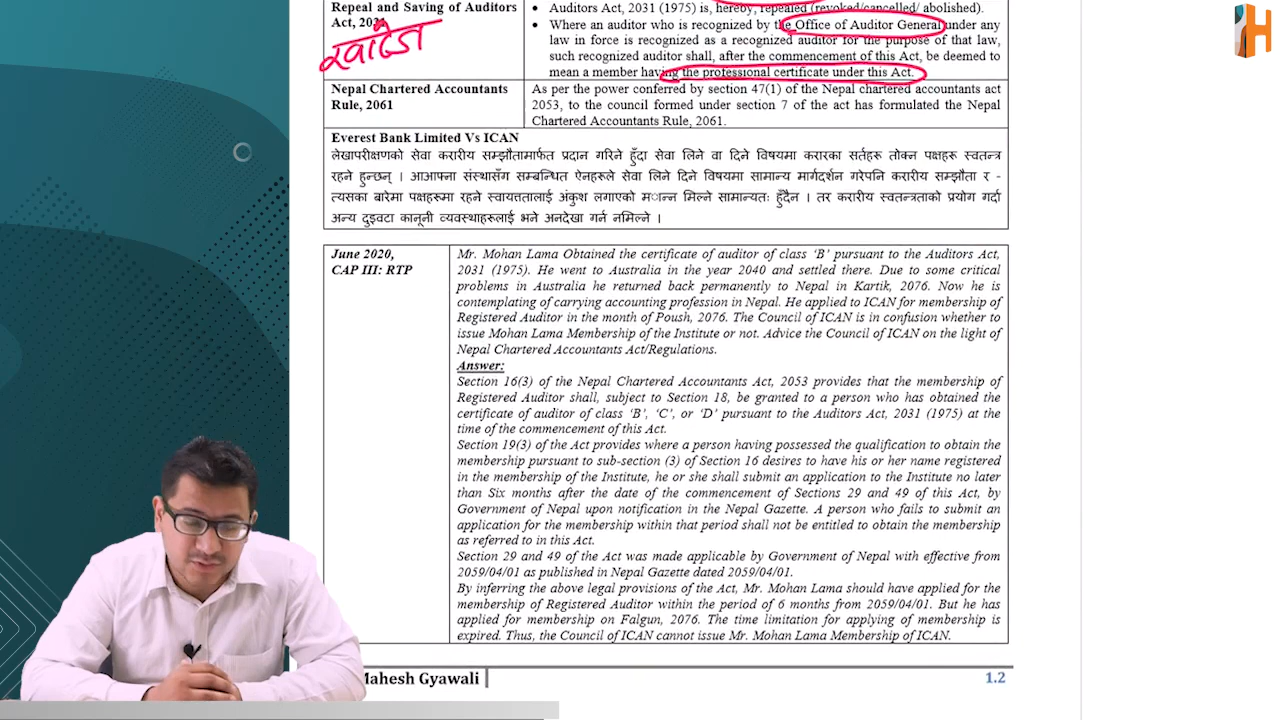 Repeal and Saving of Auditors Act, 2031
खारेज
• Auditors Act, 2031 (1975) is, hereby, repealed (revoked/cancelled/ abolished).
• Where an auditor who is recognized by the Office of Auditor General under any
law in force is recognized as a recognized auditor for the purpose of that law,
such recognized auditor shall, after the commencement of this Act, be deemed to
mean a member having the professional certificate under this Act.
Nepal Chartered Accountants
Rule, 2061
As per the power conferred by section 47(1) of the Nepal chartered accountants act
2053, to the council formed under section 7 of the act has formulated the Nepal
Chartered Accountants Rule, 2061.
Everest Bank Limited Vs ICAN
लेखापरीक्षणको सेवा करारीय सम्झौतामार्फत प्रदान गरिने हुँदा सेवा लिने वा दिने विषयमा करारका सर्तहरू तोक्न पक्षहरू स्वतन्त्र
रहने हुन्छन् । आआफ्ना संस्थासँग सम्बन्धित ऐनहरूले सेवा लिने दिने विषयमा सामान्य मार्गदर्शन गरेपनि करारीय सम्झौता र -
त्यसका बारेमा पक्षहरूमा रहने स्वायत्ततालाई अंकुश लगाएको मान्न मिल्ने सामान्यतः हुँदैन । तर करारीय स्वतन्त्रताको प्रयोग गर्दा
अन्य दुइवटा कानूनी व्यवस्थाहरूलाई भने अनदेखा गर्न नमिल्ने ।
June 2020,
CAP III: RTP
Mr. Mohan Lama Obtained the certificate of auditor of class ‘B’ pursuant to the Auditors Act,
2031 (1975). He went to Australia in the year 2040 and settled there. Due to some critical
problems in Australia he returned back permanently to Nepal in Kartik, 2076. Now he is
contemplating of carrying accounting profession in Nepal. He applied to ICAN for membership of
Registered Auditor in the month of Poush, 2076. The Council of ICAN is in confusion whether to
issue Mohan Lama Membership of the Institute or not. Advice the Council of ICAN on the light of
Nepal Chartered Accountants Act/Regulations.
Answer:
Section 16(3) of the Nepal Chartered Accountants Act, 2053 provides that the membership of
Registered Auditor shall, subject to Section 18, be granted to a person who has obtained the
certificate of auditor of class ‘B’, ‘C’, or ‘D’ pursuant to the Auditors Act, 2031 (1975) at the
time of the commencement of this Act.
Section 19(3) of the Act provides where a person having possessed the qualification to obtain the
membership pursuant to sub-section (3) of Section 16 desires to have his or her name registered
in the membership of the Institute, he or she shall submit an application to the Institute no later
than Six months after the date of the commencement of Sections 29 and 49 of this Act, by
Government of Nepal upon notification in the Nepal Gazette. A person who fails to submit an
application for the membership within that period shall not be entitled to obtain the membership
as referred to in this Act.
Section 29 and 49 of the Act was made applicable by Government of Nepal with effective from
2059/04/01 as published in Nepal Gazette dated 2059/04/01.
By inferring the above legal provisions of the Act, Mr. Mohan Lama should have applied for the
membership of Registered Auditor within the period of 6 months from 2059/04/01. But he has
applied for membership on Falgun, 2076. The time limitation for applying of membership is
expired. Thus, the Council of ICAN cannot issue Mr. Mohan Lama Membership of ICAN.
Mahesh Gyawali
1.2
H